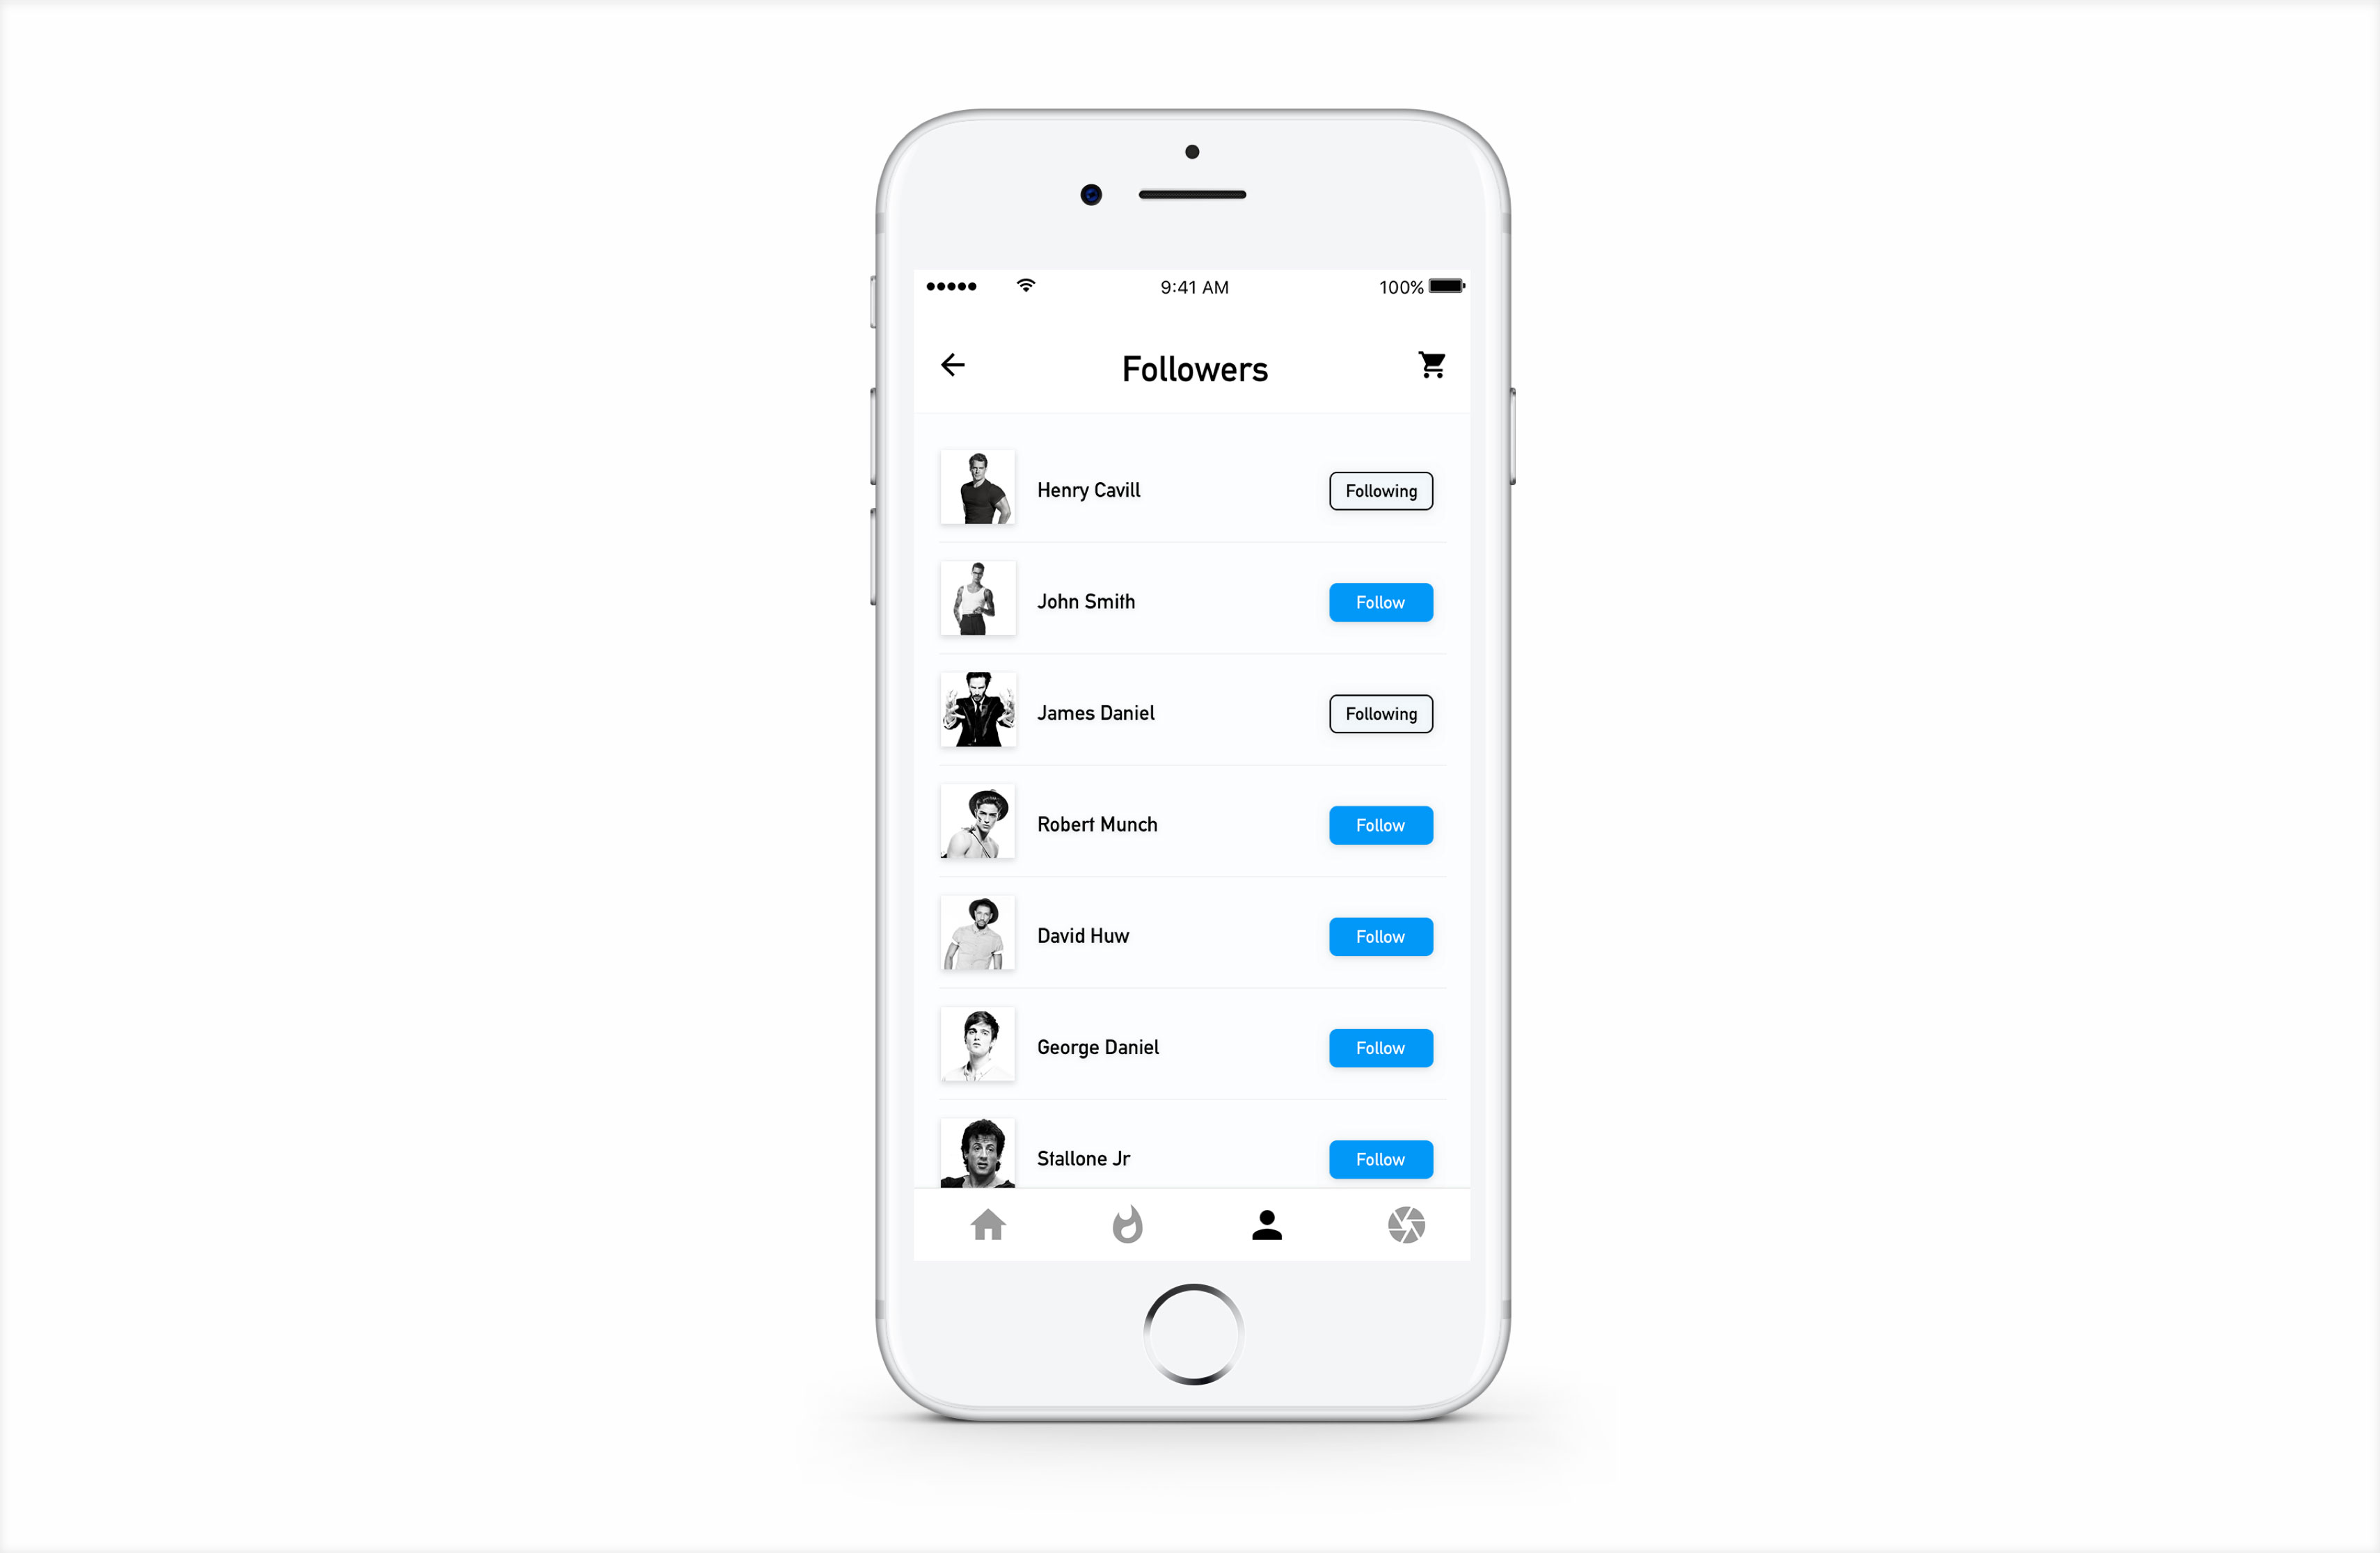 9:41 AM 100%
Followers
Henry Cavill Following
John Smith Follow
James Daniel Following
Robert Munch Follow
David Huw Follow
George Daniel Follow
Stallone Jr Follow